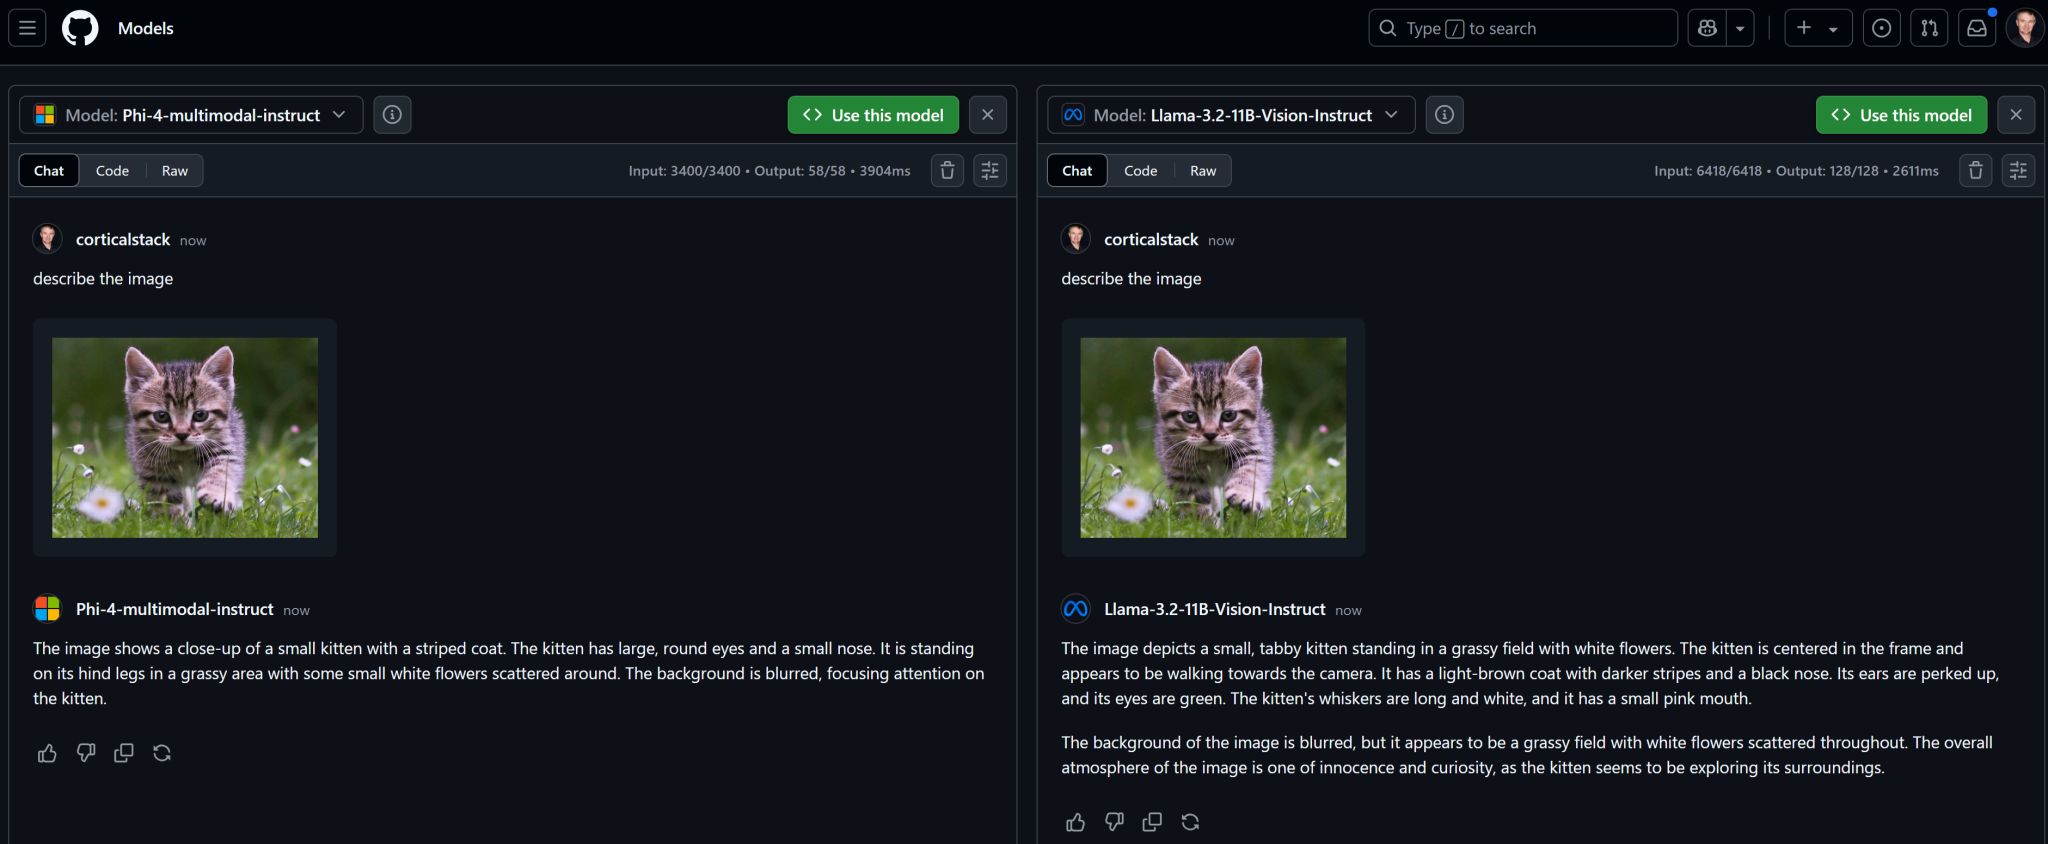 Models
Type / to search
Model: Phi-4-multimodal-instruct
Use this model
Chat Code Raw
Input: 3400/3400 • Output: 58/58 • 3904ms
corticalstack now
describe the image
Phi-4-multimodal-instruct now
The image shows a close-up of a small kitten with a striped coat. The kitten has large, round eyes and a small nose. It is standing
on its hind legs in a grassy area with some small white flowers scattered around. The background is blurred, focusing attention on
the kitten.
Model: Llama-3.2-11B-Vision-Instruct
Use this model
Chat Code Raw
Input: 6418/6418 • Output: 128/128 • 2611ms
corticalstack now
describe the image
Llama-3.2-11B-Vision-Instruct now
The image depicts a small, tabby kitten standing in a grassy field with white flowers. The kitten is centered in the frame and
appears to be walking towards the camera. It has a light-brown coat with darker stripes and a black nose. Its ears are perked up,
and its eyes are green. The kitten's whiskers are long and white, and it has a small pink mouth.
The background of the image is blurred, but it appears to be a grassy field with white flowers scattered throughout. The overall
atmosphere of the image is one of innocence and curiosity, as the kitten seems to be exploring its surroundings.